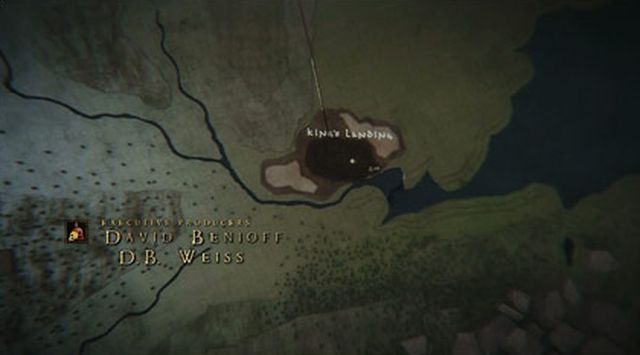 King's Landing
Executive Producers
David Benioff
D.B. Weiss